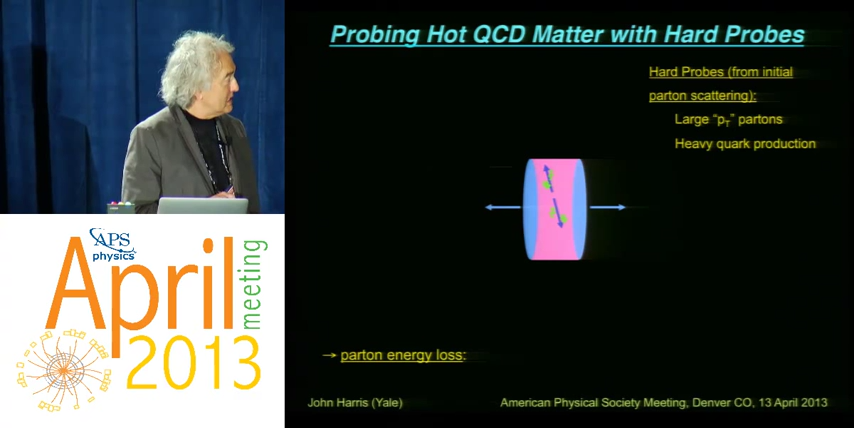 Probing Hot QCD Matter with Hard Probes
Hard Probes (from initial
parton scattering):
Large “pT” partons
Heavy quark production
→ parton energy loss:
John Harris (Yale)
American Physical Society Meeting, Denver CO, 13 April 2013
APS
physics
April
meeting
2013